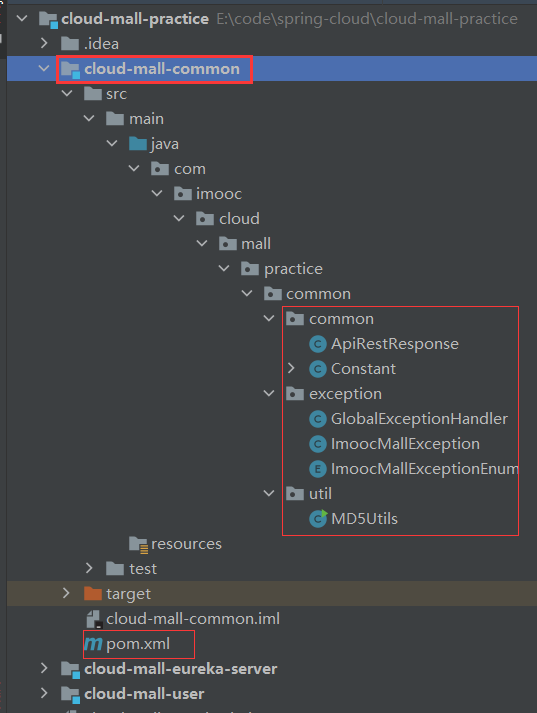 cloud-mall-practice E:\code\spring-cloud\cloud-mall-practice
.idea
cloud-mall-common
src
main
java
com
imooc
cloud
mall
practice
common
common
ApiRestResponse
Constant
exception
GlobalExceptionHandler
ImoocMallException
ImoocMallExceptionEnum
util
MD5Utils
resources
test
target
cloud-mall-common.iml
pom.xml
cloud-mall-eureka-server
cloud-mall-user